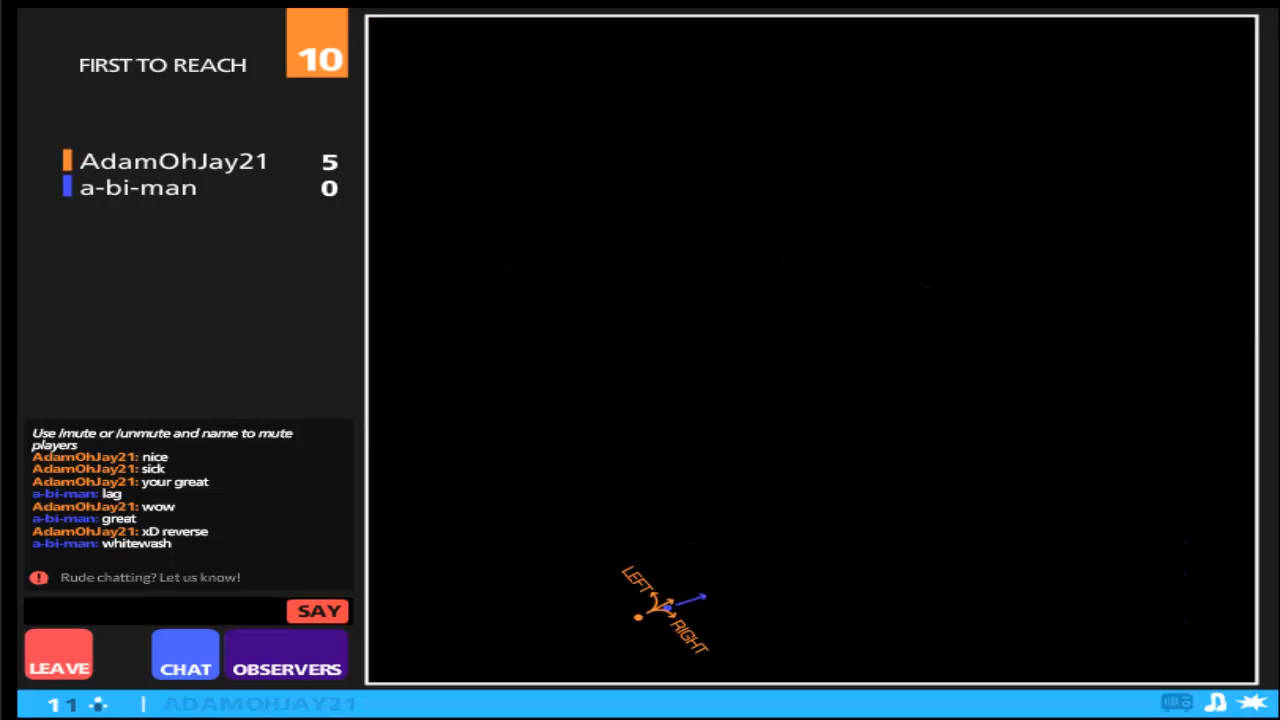 FIRST TO REACH
10
AdamOhJay21 5
a-bi-man 0
Use /mute or /unmute and name to mute
players
AdamOhJay21: nice
AdamOhJay21: sick
AdamOhJay21: your great
a-bi-man: lag
AdamOhJay21: wow
a-bi-man: great
AdamOhJay21: xD reverse
a-bi-man: whitewash
! Rude chatting? Let us know!
SAY
LEAVE
CHAT
OBSERVERS
LEFT
RIGHT
11 | ADAMOHJAY21